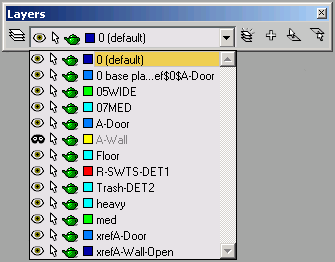 Layers
0 (default)
0 (default)
0 base pla...ef$0$A-Door
05WIDE
07MED
A-Door
A-Wall
Floor
R-SWTS-DET1
Trash-DET2
heavy
med
xrefA-Door
xrefA-Wall-Open